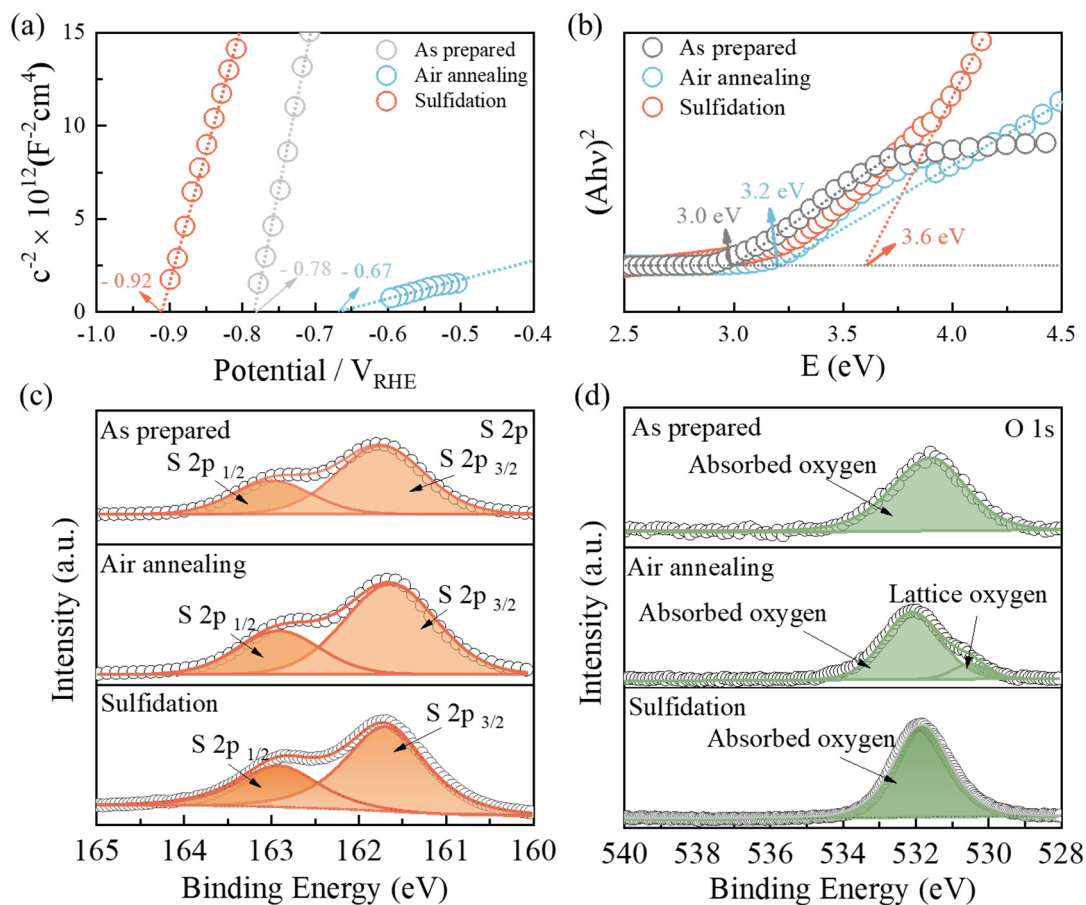 (a)
15
10
5
0
c⁻² × 10¹²(F⁻²cm⁴)
As prepared
Air annealing
Sulfidation
- 0.92
- 0.78
- 0.67
-1.0 -0.9 -0.8 -0.7 -0.6 -0.5 -0.4
Potential / V_RHE
(b)
(Ahν)²
As prepared
Air annealing
Sulfidation
3.0 eV
3.2 eV
3.6 eV
2.5 3.0 3.5 4.0 4.5
E (eV)
(c)
Intensity (a.u.)
As prepared
S 2p
S 2p 1/2
S 2p 3/2
Air annealing
S 2p 1/2
S 2p 3/2
Sulfidation
S 2p 1/2
S 2p 3/2
165 164 163 162 161 160
Binding Energy (eV)
(d)
Intensity (a.u.)
As prepared
O 1s
Absorbed oxygen
Air annealing
Absorbed oxygen
Lattice oxygen
Sulfidation
Absorbed oxygen
540 538 536 534 532 530 528
Binding Energy (eV)